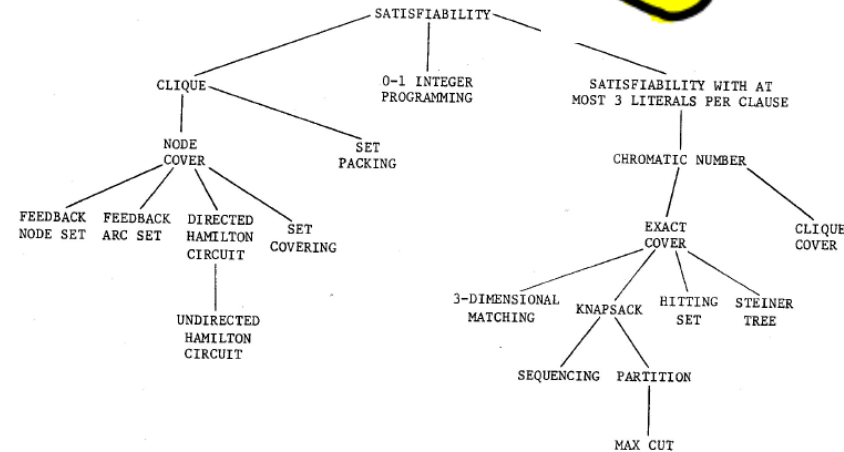 SATISFIABILITY
CLIQUE
0-1 INTEGER
PROGRAMMING
SATISFIABILITY WITH AT
MOST 3 LITERALS PER CLAUSE
NODE
COVER
SET
PACKING
CHROMATIC NUMBER
FEEDBACK
NODE SET
FEEDBACK
ARC SET
DIRECTED
HAMILTON
CIRCUIT
SET
COVERING
EXACT
COVER
CLIQUE
COVER
3-DIMENSIONAL
MATCHING
KNAPSACK
HITTING
SET
STEINER
TREE
UNDIRECTED
HAMILTON
CIRCUIT
SEQUENCING
PARTITION
MAX CUT